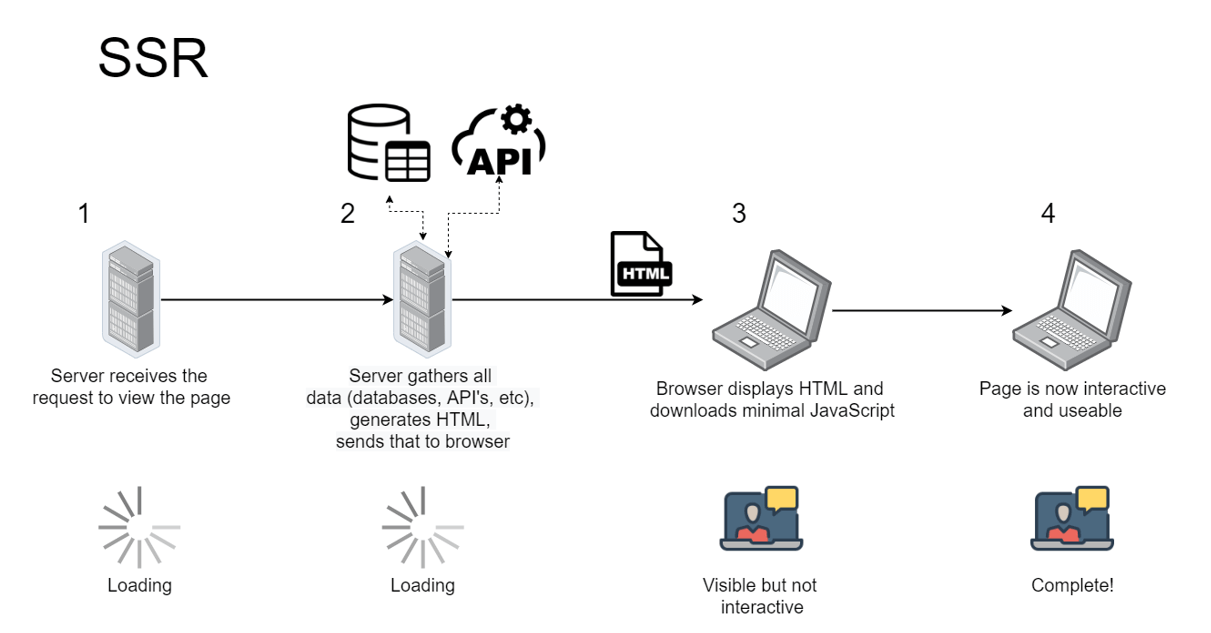 SSR
API
1
2
3
4
HTML
Server receives the
request to view the page
Server gathers all
data (databases, API's, etc),
generates HTML,
sends that to browser
Browser displays HTML and
downloads minimal JavaScript
Page is now interactive
and useable
Loading
Loading
Visible but not
interactive
Complete!